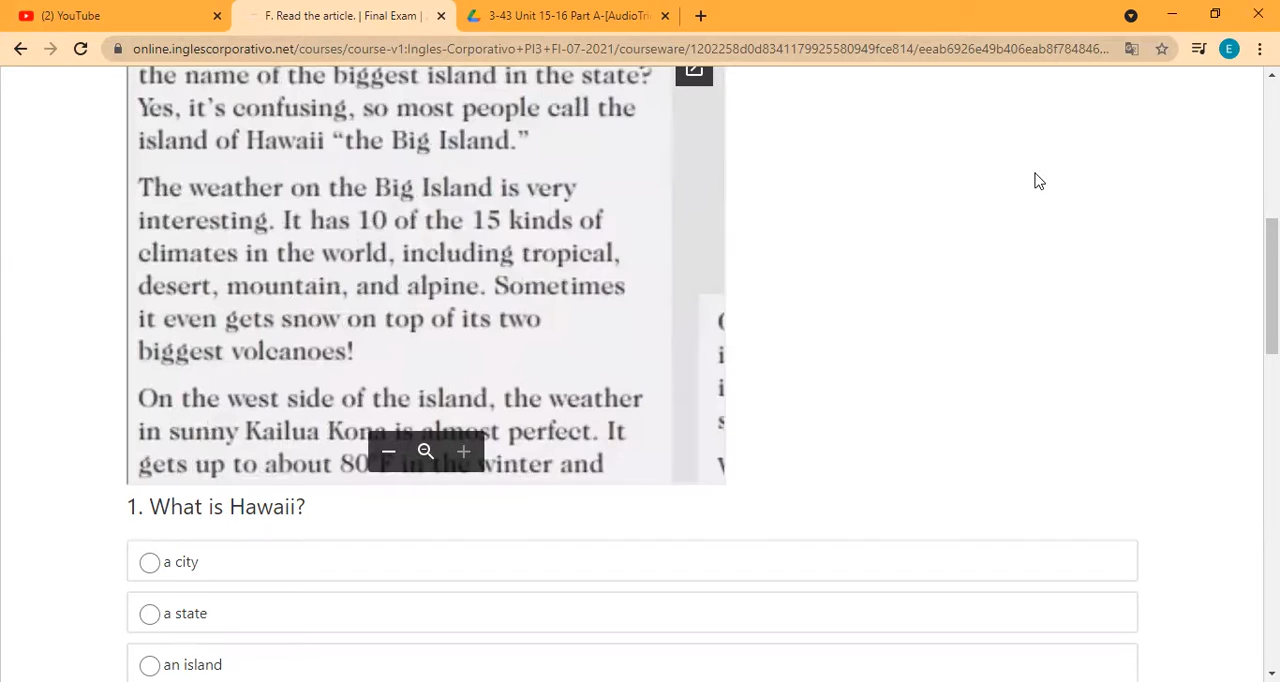 (2) YouTube
F. Read the article. | Final Exam |
3-43 Unit 15-16 Part A-[AudioTri
online.inglescorporativo.net/courses/course-v1:Ingles-Corporativo+PI3+FI-07-2021/courseware/1202258d0d8341179925580949fce814/eeab6926e49b406eab8f784846...
E
the name of the biggest island in the state?
Yes, it's confusing, so most people call the
island of Hawaii “the Big Island.”
The weather on the Big Island is very
interesting. It has 10 of the 15 kinds of
climates in the world, including tropical,
desert, mountain, and alpine. Sometimes
it even gets snow on top of its two
biggest volcanoes!
On the west side of the island, the weather
in sunny Kailua Kona is almost perfect. It
gets up to about 80°F in the winter and
1. What is Hawaii?
a city
a state
an island